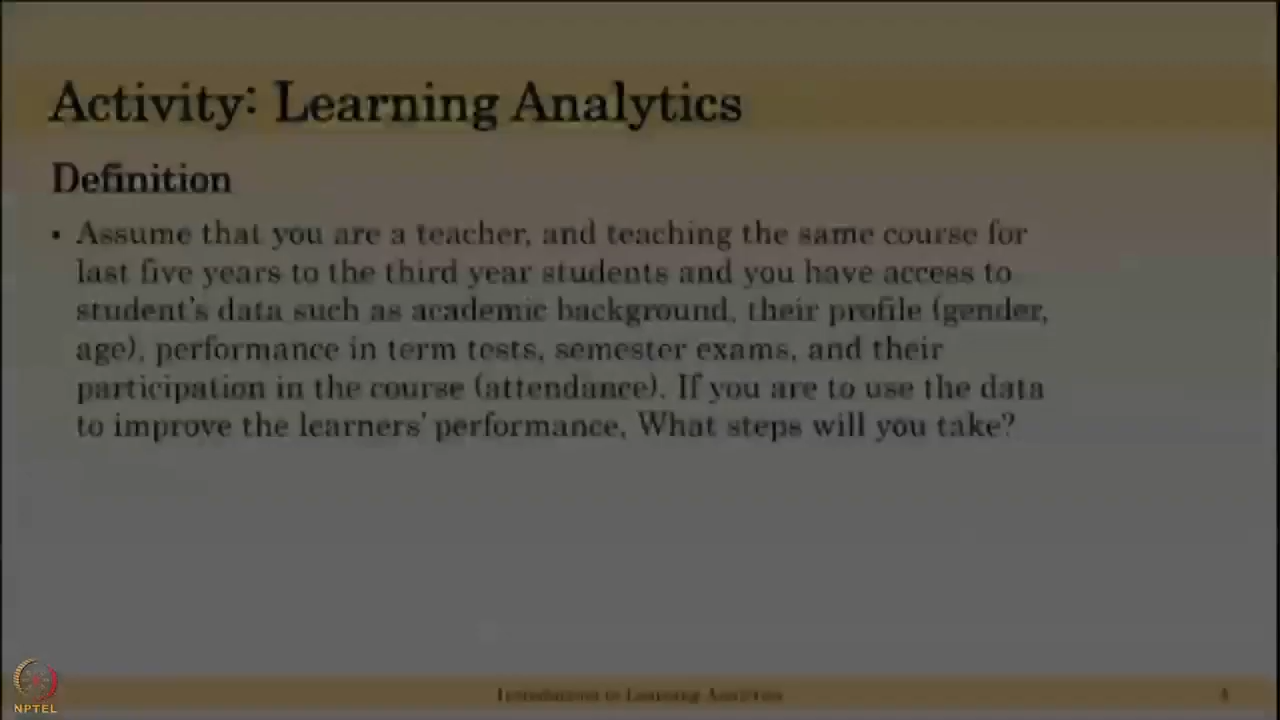 Activity: Learning Analytics
Definition
• Assume that you are a teacher, and teaching the same course for
last five years to the third year students and you have access to
student's data such as academic background, their profile (gender,
age), performance in term tests, semester exams, and their
participation in the course (attendance). If you are to use the data
to improve the learners' performance, What steps will you take?
NPTEL
Introduction to Learning Analytics